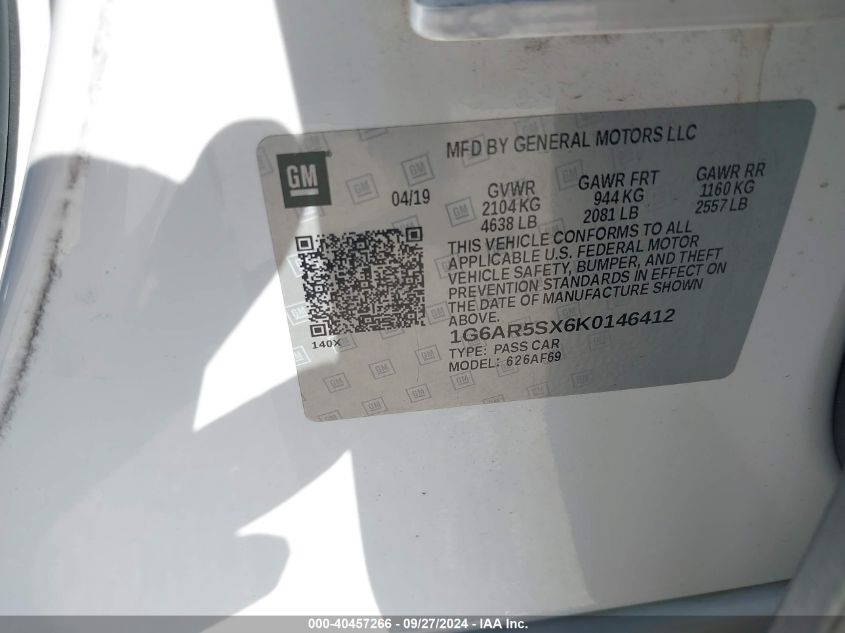 MFD BY GENERAL MOTORS LLC
GM
04/19
GVWR
2104 KG
4638 LB
GAWR FRT
944 KG
2081 LB
GAWR RR
1160 KG
2557 LB
THIS VEHICLE CONFORMS TO ALL
APPLICABLE U.S. FEDERAL MOTOR
VEHICLE SAFETY, BUMPER, AND THEFT
PREVENTION STANDARDS IN EFFECT ON
THE DATE OF MANUFACTURE SHOWN
ABOVE.
140X
1G6AR5SX6K0146412
TYPE: PASS CAR
MODEL: 626AF69
000-40457266 - 09/27/2024 - IAA Inc.